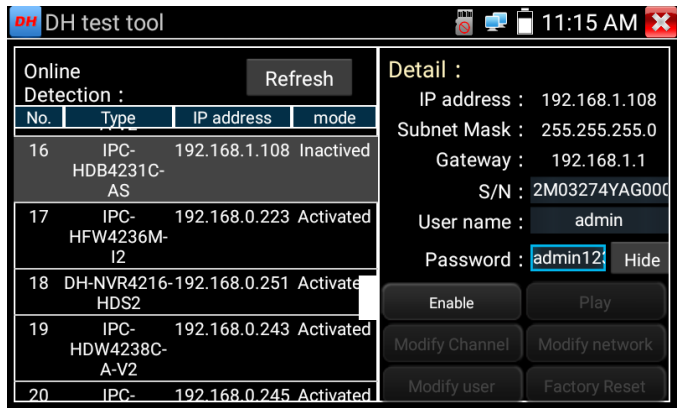 DH DH test tool 11:15 AM
Online
Detection :
Refresh
No. Type IP address mode
16 IPC- 192.168.1.108 Inactived
HDB4231C-
AS
17 IPC- 192.168.0.223 Activated
HFW4236M-
I2
18 DH-NVR4216- 192.168.0.251 Activate
HDS2
19 IPC- 192.168.0.243 Activated
HDW4238C-
A-V2
20 IPC- 192.168.0.245 Activated
Detail :
IP address : 192.168.1.108
Subnet Mask : 255.255.255.0
Gateway : 192.168.1.1
S/N : 2M03274YAG000
User name : admin
Password : admin12 Hide
Enable Play
Modify Channel Modify network
Modify user Factory Reset